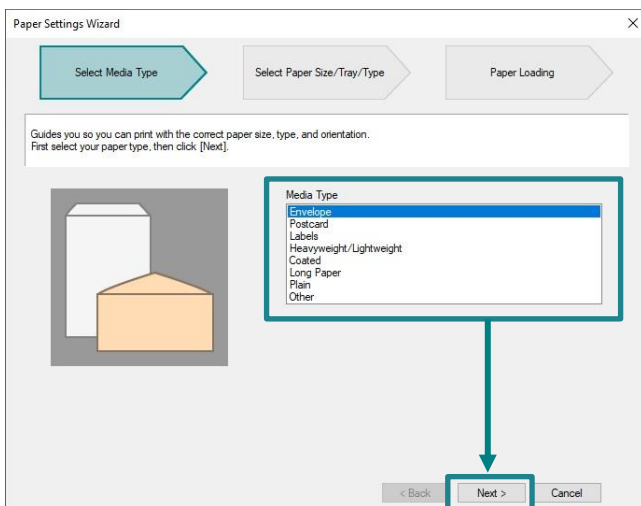 Paper Settings Wizard
Select Media Type
Select Paper Size/Tray/Type
Paper Loading
Guides you so you can print with the correct paper size, type, and orientation.
First select your paper type, then click [Next].
Media Type
Envelope
Postcard
Labels
Heavyweight/Lightweight
Coated
Long Paper
Plain
Other
< Back
Next >
Cancel